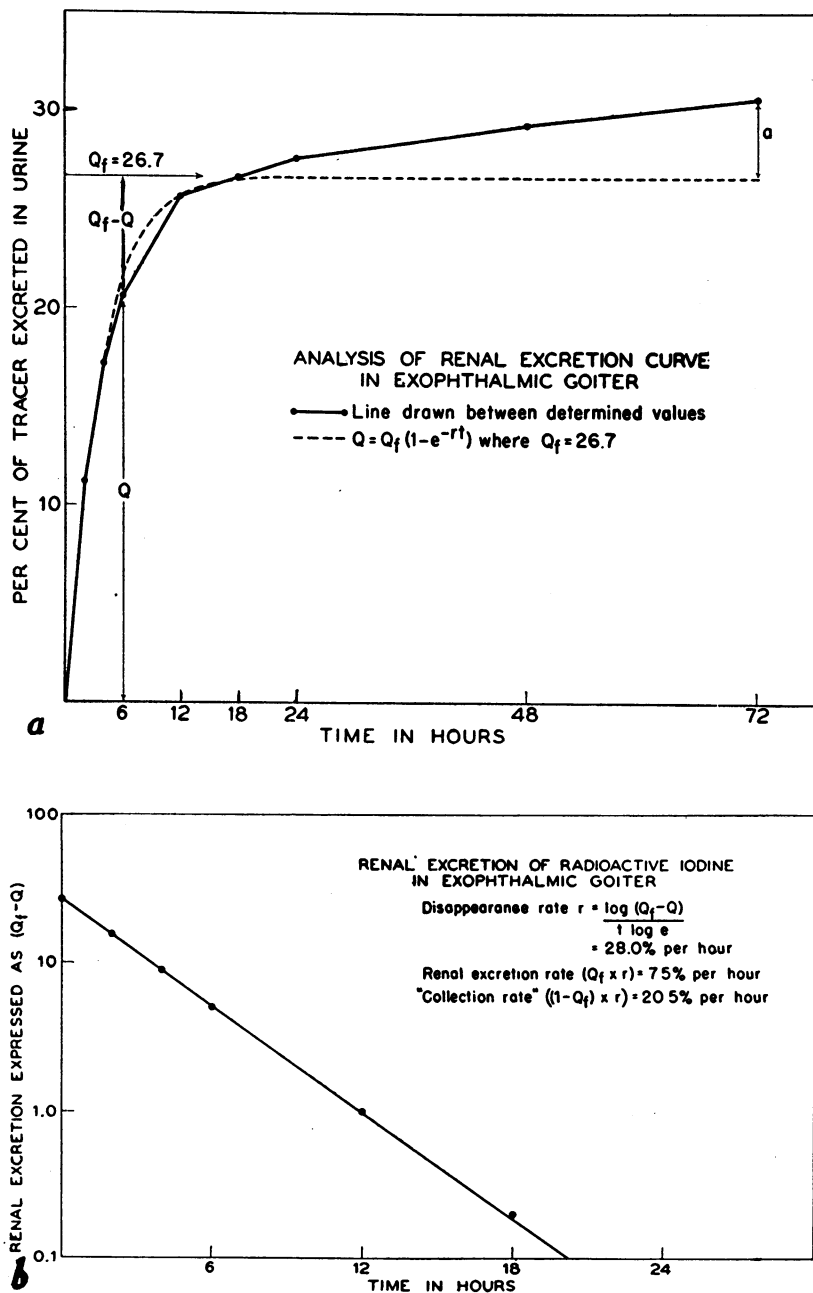 30
20
10
PER CENT OF TRACER EXCRETED IN URINE
Qf = 26.7
Qf-Q
Q
a
ANALYSIS OF RENAL EXCRETION CURVE
IN EXOPHTHALMIC GOITER
Line drawn between determined values
Q = Qf (1-e^-rt) where Qf = 26.7
6 12 18 24 48 72
TIME IN HOURS
a
100
10
1.0
0.1
RENAL EXCRETION EXPRESSED AS (Qf-Q)
RENAL EXCRETION OF RADIOACTIVE IODINE
IN EXOPHTHALMIC GOITER
Disappearance rate r = log (Qf-Q)
t log e
= 28.0% per hour
Renal excretion rate (Qf x r) = 7.5% per hour
"Collection rate" ((1-Qf) x r) = 20.5% per hour
6 12 18 24
TIME IN HOURS
b